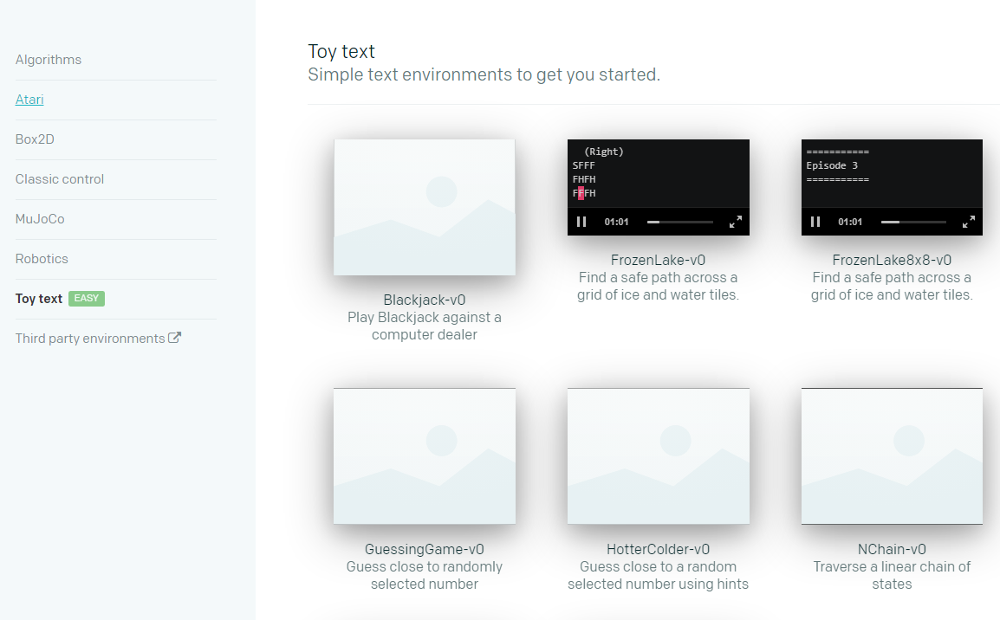 Algorithms
Atari
Box2D
Classic control
MuJoCo
Robotics
Toy text EASY
Third party environments
Toy text
Simple text environments to get you started.
Blackjack-v0
Play Blackjack against a
computer dealer
(Right)
SFFF
FHFH
FFFH
01:01
FrozenLake-v0
Find a safe path across a
grid of ice and water tiles.
===========
Episode 3
===========
01:01
FrozenLake8x8-v0
Find a safe path across a
grid of ice and water tiles.
GuessingGame-v0
Guess close to randomly
selected number
HotterColder-v0
Guess close to a random
selected number using hints
NChain-v0
Traverse a linear chain of
states